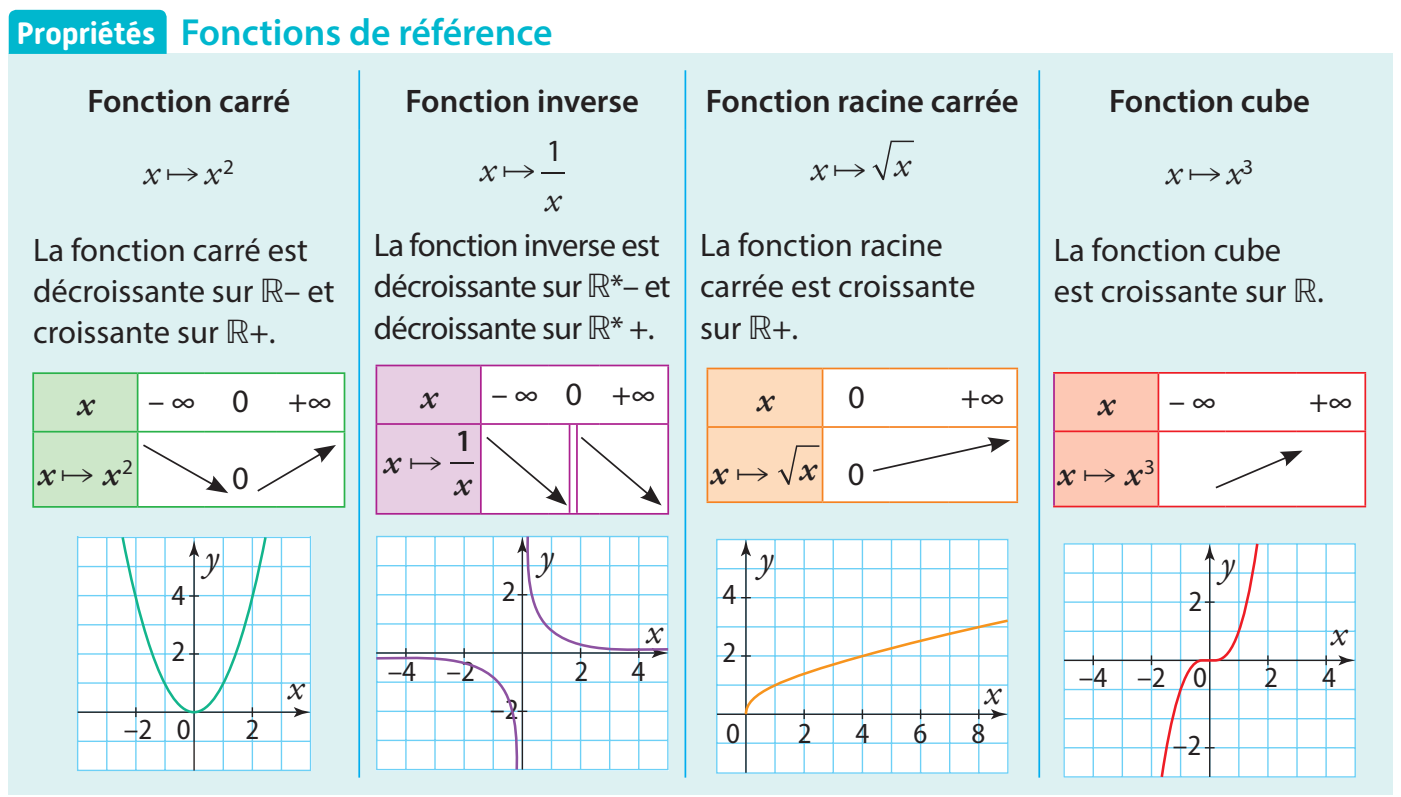 Propriétés Fonctions de référence
Fonction carré
x ↦ x²
La fonction carré est
décroissante sur ℝ– et
croissante sur ℝ+.
x – ∞ 0 +∞
x ↦ x² 0
y
4
2
x
–2 0 2
Fonction inverse
x ↦ 1/x
La fonction inverse est
décroissante sur ℝ*– et
décroissante sur ℝ* +.
x – ∞ 0 +∞
x ↦ 1/x
y
2
x
–4 –2 2 4
–2
Fonction racine carrée
x ↦ √x
La fonction racine
carrée est croissante
sur ℝ+.
x 0 +∞
x ↦ √x 0
y
4
2
x
0 2 4 6 8
Fonction cube
x ↦ x³
La fonction cube
est croissante sur ℝ.
x – ∞ +∞
x ↦ x³
y
2
x
–4 –2 0 2 4
–2